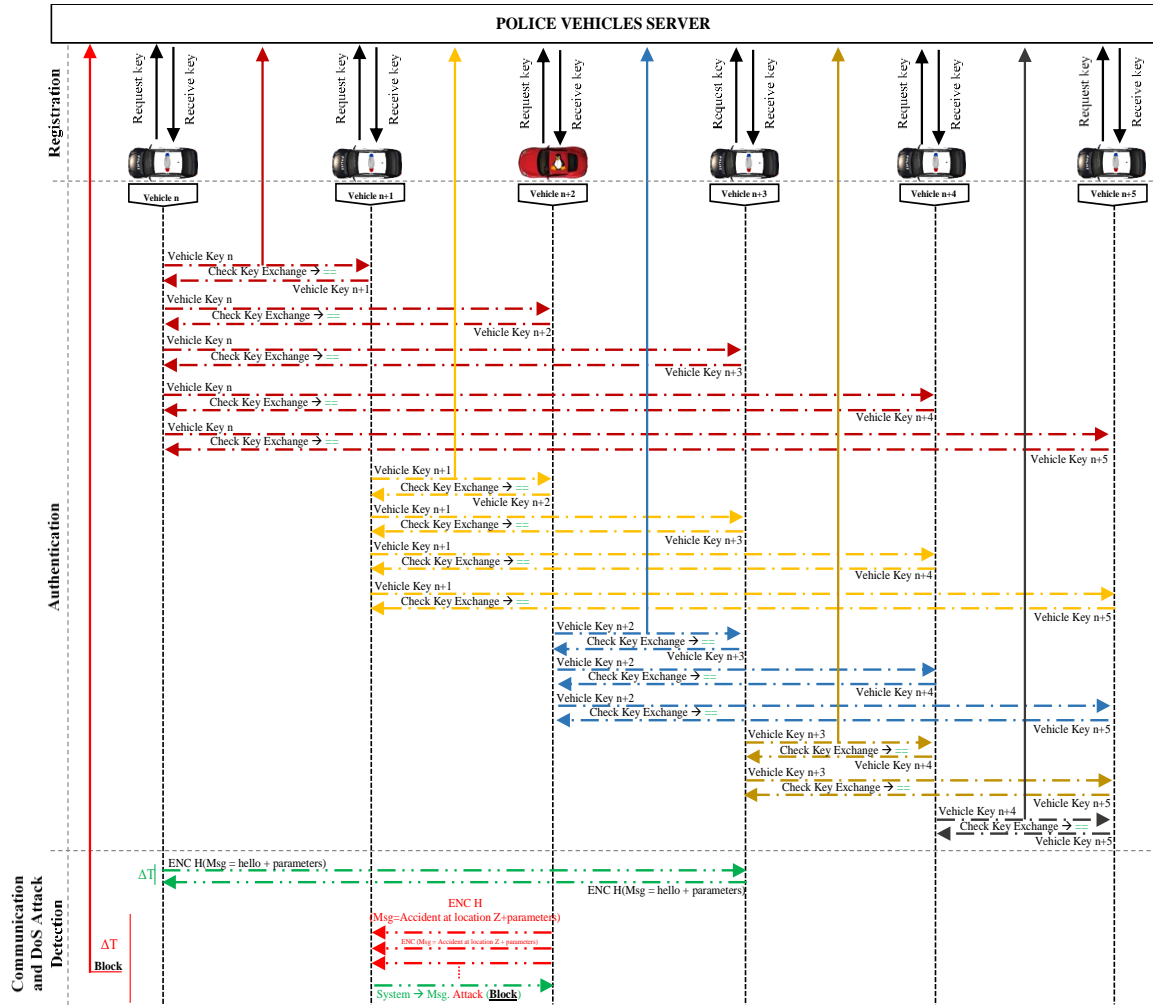 POLICE VEHICLES SERVER
Registration
Request key
Receive key
Request key
Receive key
Request key
Receive key
Request key
Receive key
Request key
Receive key
Request key
Receive key
Vehicle n
Vehicle n+1
Vehicle n+2
Vehicle n+3
Vehicle n+4
Vehicle n+5
Authentication
Vehicle Key n
Check Key Exchange → ==
Vehicle Key n+1
Vehicle Key n
Check Key Exchange → ==
Vehicle Key n+2
Vehicle Key n
Check Key Exchange → ==
Vehicle Key n+3
Vehicle Key n
Check Key Exchange → ==
Vehicle Key n+4
Vehicle Key n
Check Key Exchange → ==
Vehicle Key n+5
Vehicle Key n+1
Check Key Exchange → ==
Vehicle Key n+2
Vehicle Key n+1
Check Key Exchange → ==
Vehicle Key n+3
Vehicle Key n+1
Check Key Exchange → ==
Vehicle Key n+4
Vehicle Key n+1
Check Key Exchange → ==
Vehicle Key n+5
Vehicle Key n+2
Check Key Exchange → ==
Vehicle Key n+3
Vehicle Key n+2
Check Key Exchange → ==
Vehicle Key n+4
Vehicle Key n+2
Check Key Exchange → ==
Vehicle Key n+5
Vehicle Key n+3
Check Key Exchange → ==
Vehicle Key n+4
Vehicle Key n+3
Check Key Exchange → ==
Vehicle Key n+5
Vehicle Key n+4
Check Key Exchange → ==
Vehicle Key n+5
Communication
and DoS Attack
Detection
ΔT
ENC H(Msg = hello + parameters)
ENC H(Msg = hello + parameters)
ΔT
Block
ENC H
(Msg=Accident at location Z+parameters)
ENC (Msg = Accident at location Z + parameters)
System → Msg. Attack (Block)